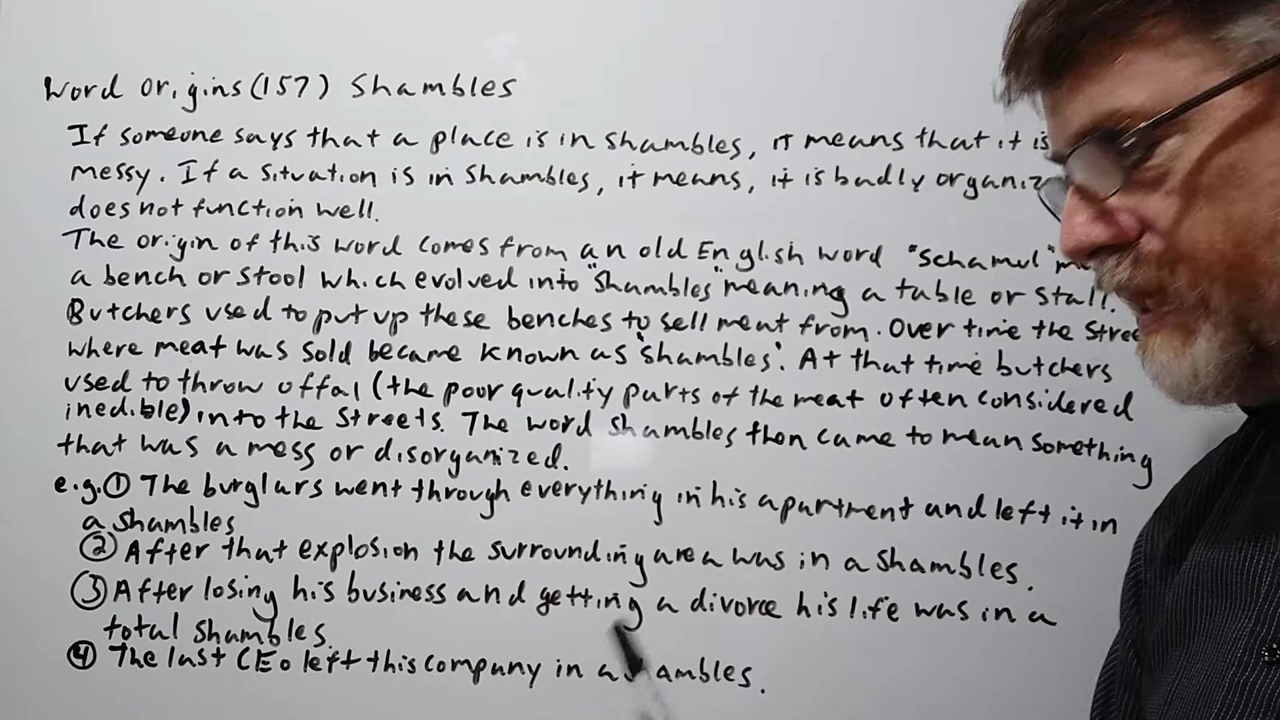 Word Origins (157) Shambles
If someone says that a place is in shambles, it means that it is
messy. If a situation is in shambles, it means, it is badly
does not function well.
The origin of this word comes from an old English word "schamul"
a bench or stool which evolved into "shambles" meaning a table or stall.
Butchers used to put up these benches to sell meat from. Over time the
where meat was sold became known as "shambles". At that time butchers
used to throw offal (the poor quality parts of the meat often considered
inedible) into the streets. The word shambles then came to mean something
that was a mess or disorganized.
e.g. ① The burglars went through everything in his apartment and left it in
a shambles
② After that explosion the surrounding area was in a shambles.
③ After losing his business and getting a divorce his life was in a
total shambles.
④ The last CEO left this company in a shambles.